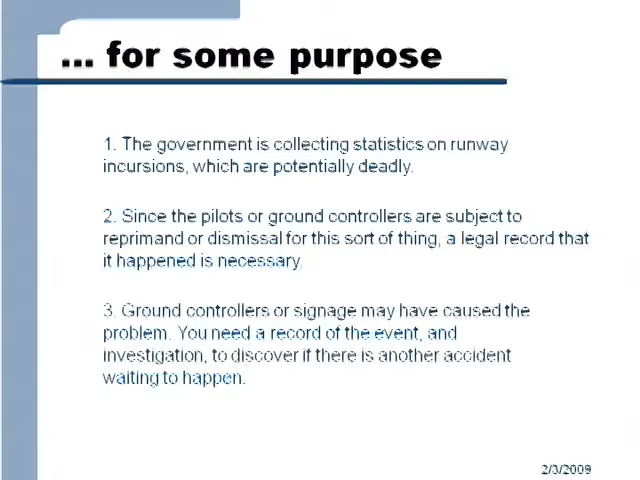 ... for some purpose
1. The government is collecting statistics on runway
incursions, which are potentially deadly.
2. Since the pilots or ground controllers are subject to
reprimand or dismissal for this sort of thing, a legal record that
it happened is necessary.
3. Ground controllers or signage may have caused the
problem. You need a record of the event, and
investigation, to discover if there is another accident
waiting to happen.
2/3/2009